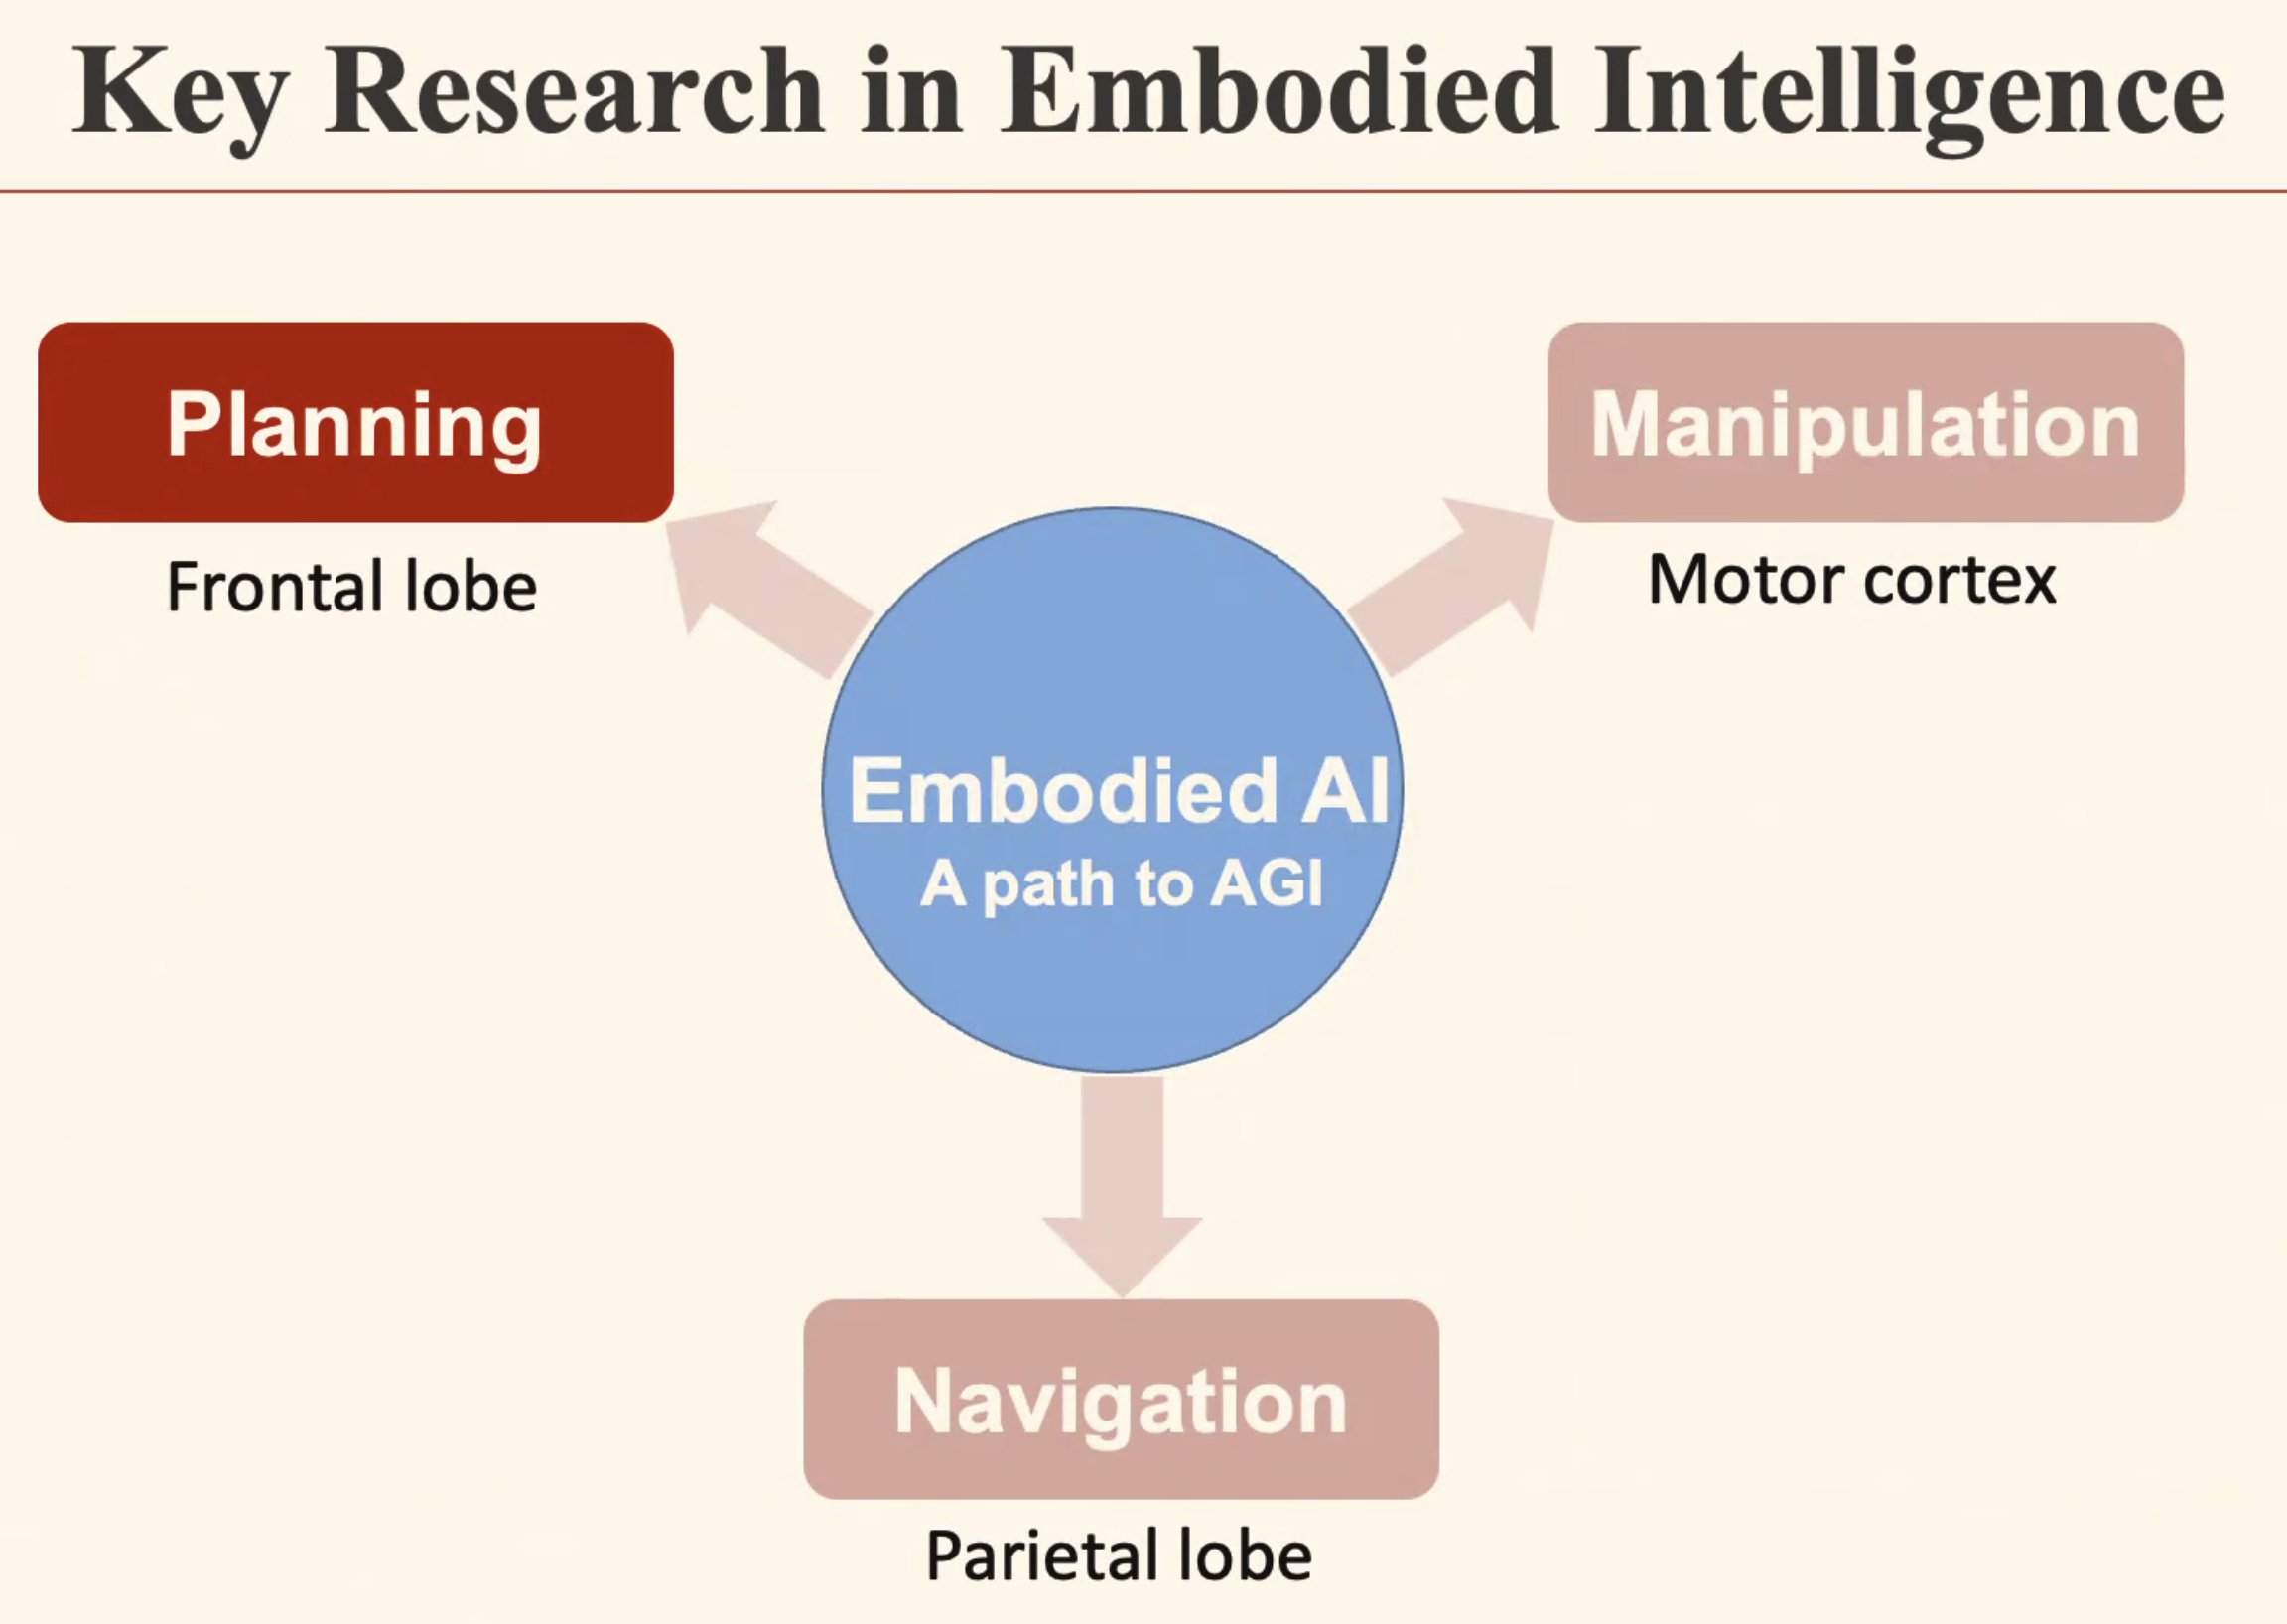 Key Research in Embodied Intelligence
Planning
Frontal lobe
Manipulation
Motor cortex
Embodied AI
A path to AGI
Navigation
Parietal lobe